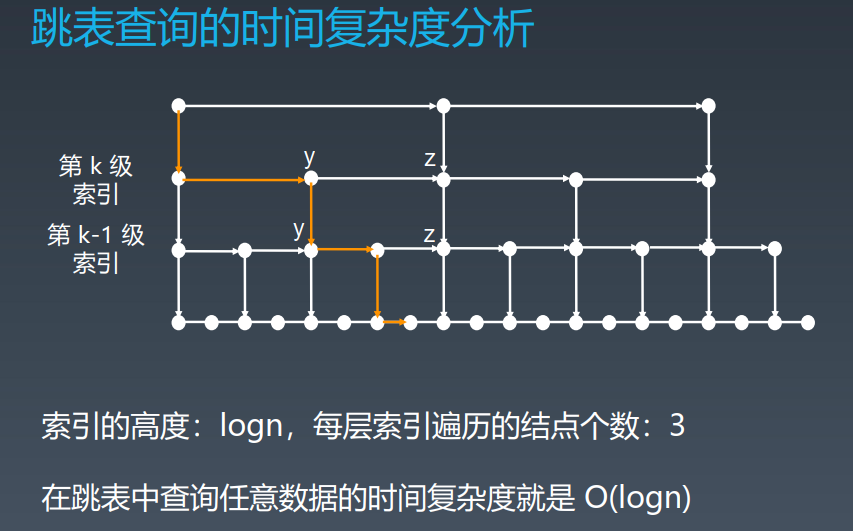 跳表查询的时间复杂度分析
y
z
第 k 级
索引
y
z
第 k-1 级
索引
索引的高度：logn，每层索引遍历的结点个数：3
在跳表中查询任意数据的时间复杂度就是 O(logn)